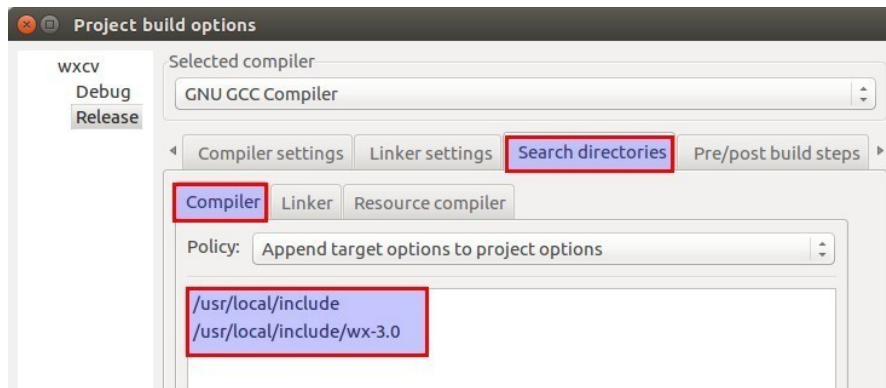 Project build options
wxcv
Debug
Release
Selected compiler
GNU GCC Compiler
Compiler settings Linker settings Search directories Pre/post build steps
Compiler Linker Resource compiler
Policy: Append target options to project options
/usr/local/include
/usr/local/include/wx-3.0